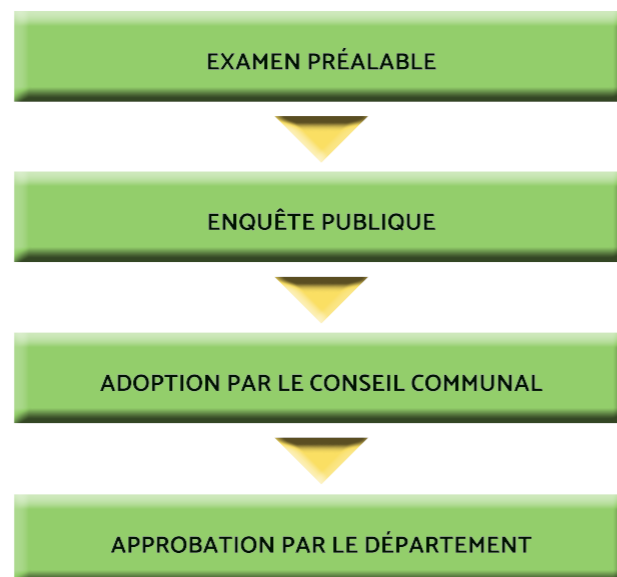 EXAMEN PRÉALABLE
ENQUÊTE PUBLIQUE
ADOPTION PAR LE CONSEIL COMMUNAL
APPROBATION PAR LE DÉPARTEMENT